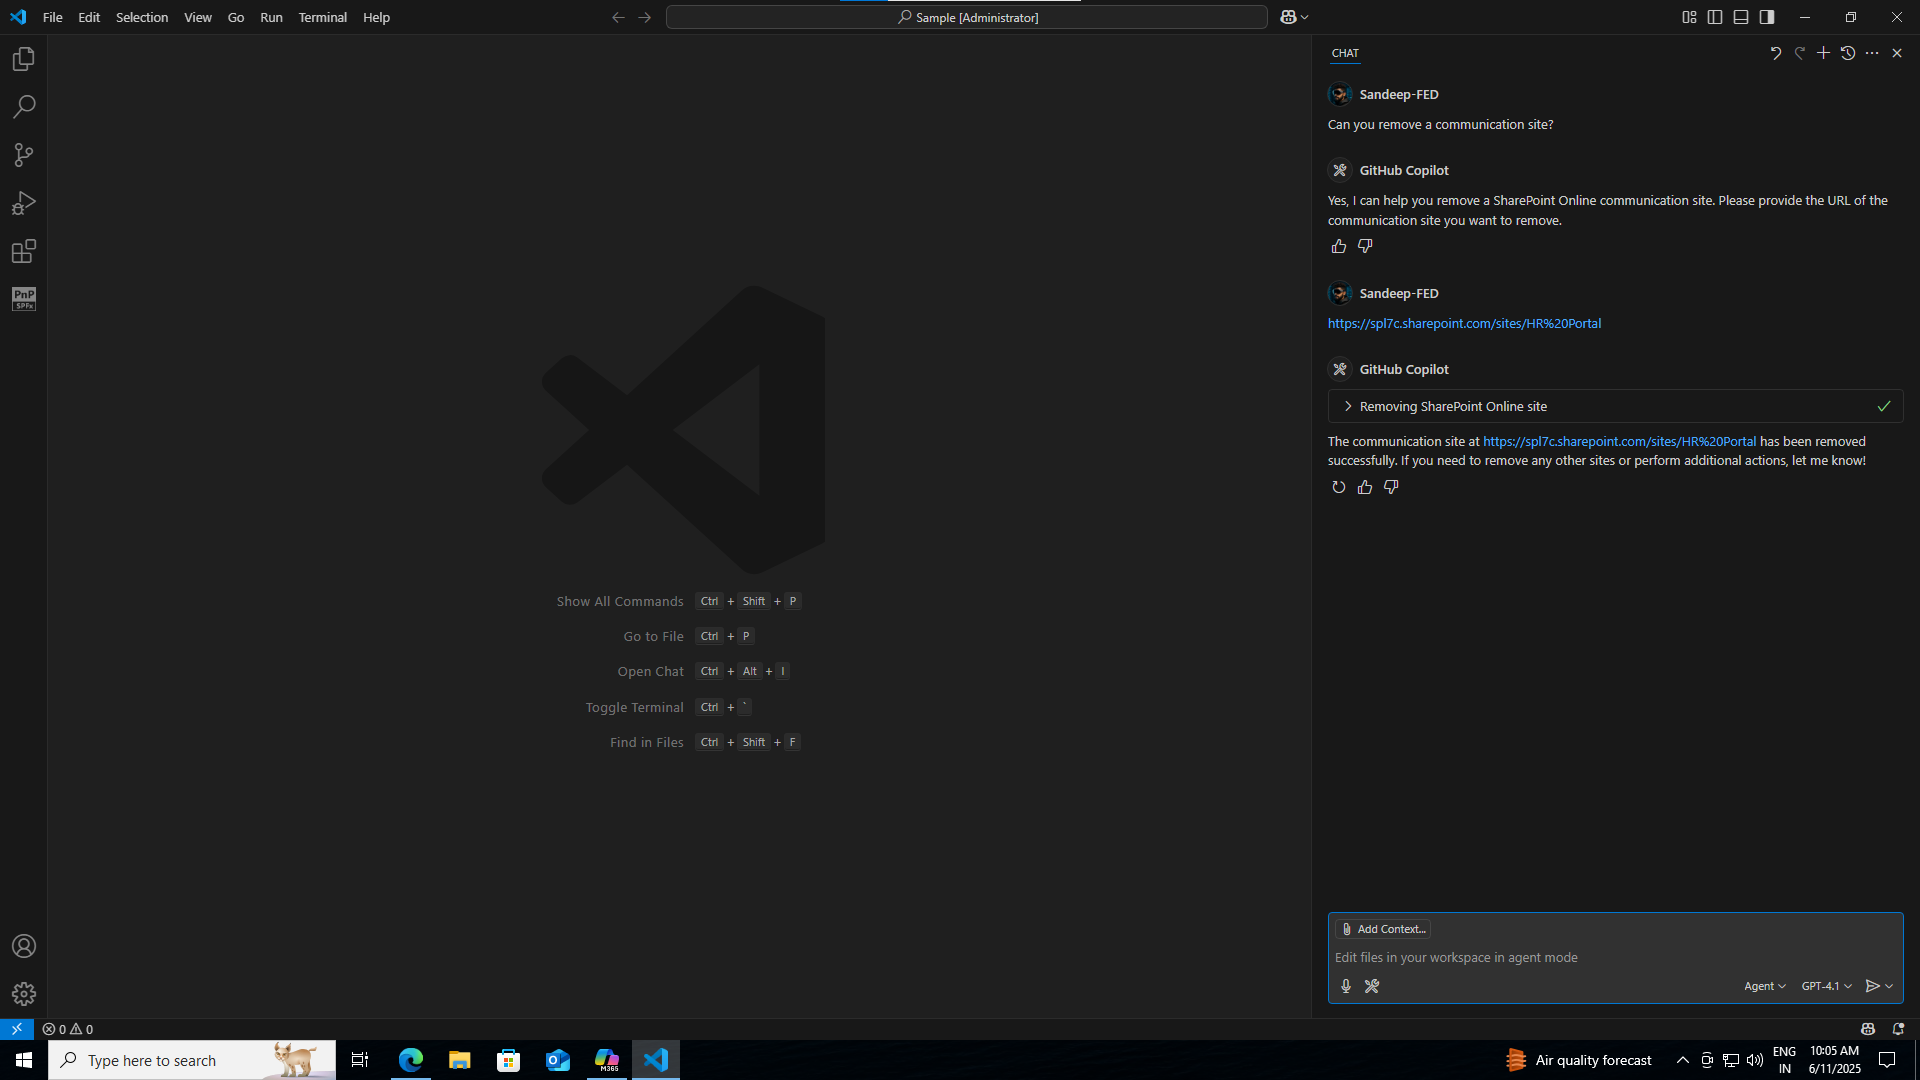 File Edit Selection View Go Run Terminal Help
Sample [Administrator]
CHAT
Sandeep-FED
Can you remove a communication site?
GitHub Copilot
Yes, I can help you remove a SharePoint Online communication site. Please provide the URL of the
communication site you want to remove.
Sandeep-FED
https://spl7c.sharepoint.com/sites/HR%20Portal
GitHub Copilot
Removing SharePoint Online site
The communication site at https://spl7c.sharepoint.com/sites/HR%20Portal has been removed
successfully. If you need to remove any other sites or perform additional actions, let me know!
PnP
SPFx
Show All Commands Ctrl + Shift + P
Go to File Ctrl + P
Open Chat Ctrl + Alt + I
Toggle Terminal Ctrl + `
Find in Files Ctrl + Shift + F
Add Context...
Edit files in your workspace in agent mode
Agent GPT-4.1
0 0
Type here to search
M365
Air quality forecast
ENG
IN
10:05 AM
6/11/2025